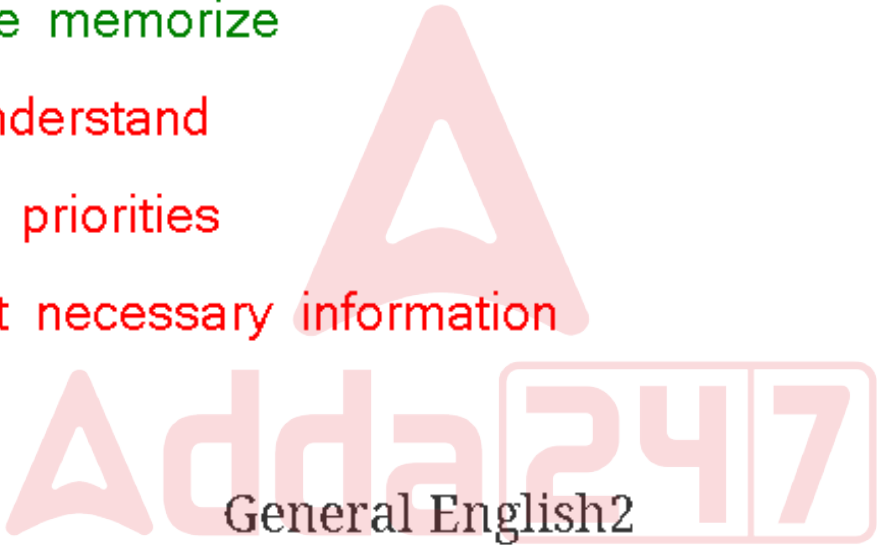 e memorize
nderstand
priorities
t necessary information
Adda247
General English2